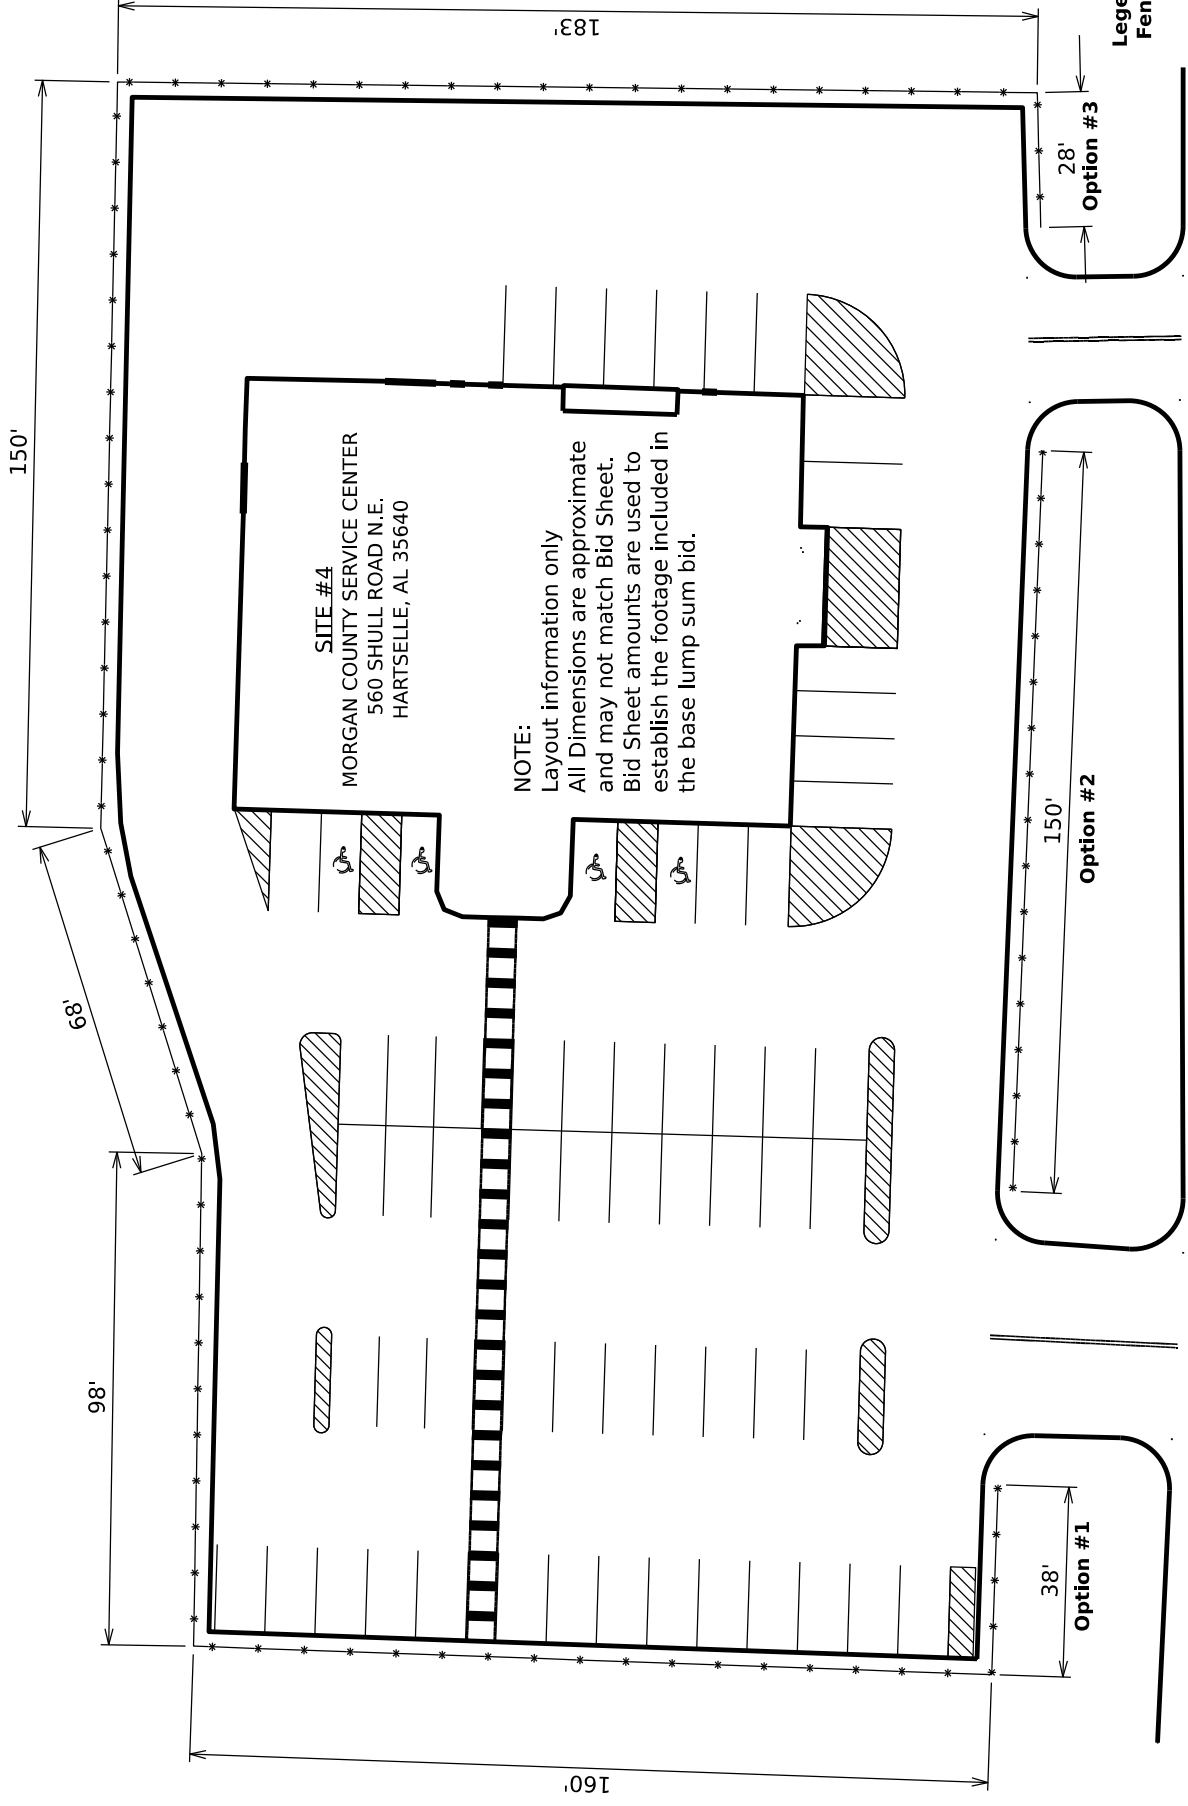 183'
Lege
Fen
28'
Option #3
150'
SITE #4
MORGAN COUNTY SERVICE CENTER
560 SHULL ROAD N.E.
HARTSELLE, AL 35640
NOTE:
Layout information only
All Dimensions are approximate
and may not match Bid Sheet.
Bid Sheet amounts are used to
establish the footage included in
the base lump sum bid.
68'
150'
Option #2
98'
38'
Option #1
160'